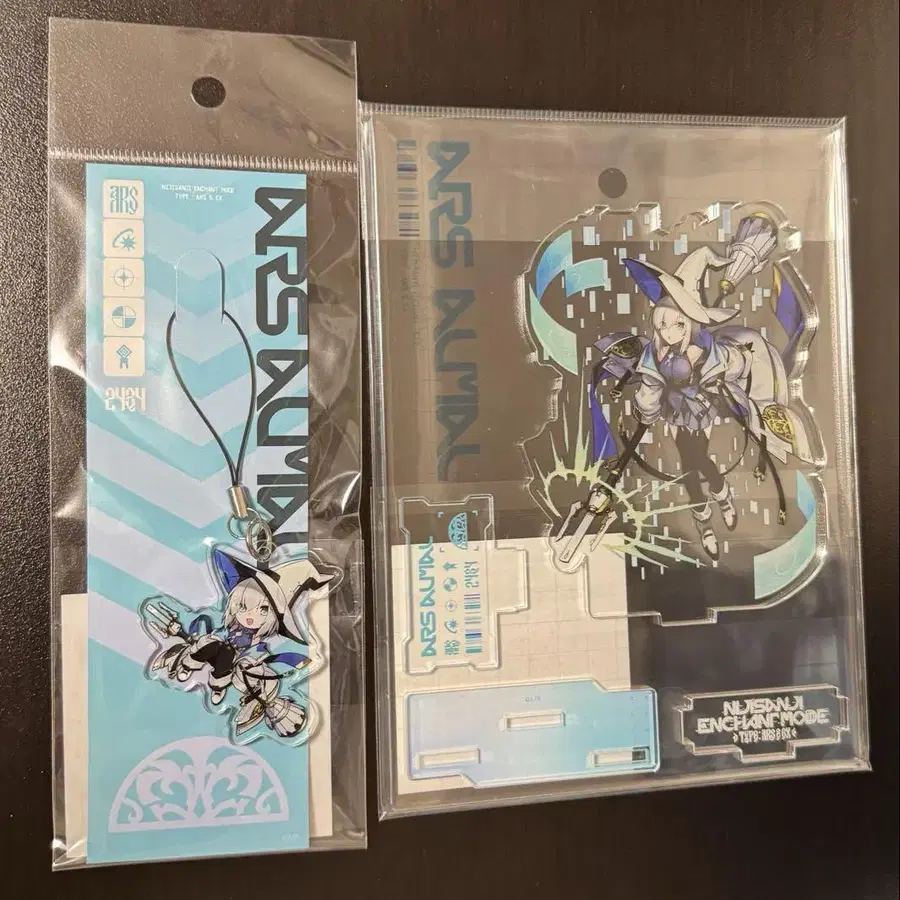 ARS
NIJISANJI ENCHANT MODE
TYPE : ARS & EX
ARS ALMAL
2434
ARS ALMAL
ARS ALMAL
ARS
2434
NIJISANJI
ENCHANT MODE
TYPE: ARS & EX